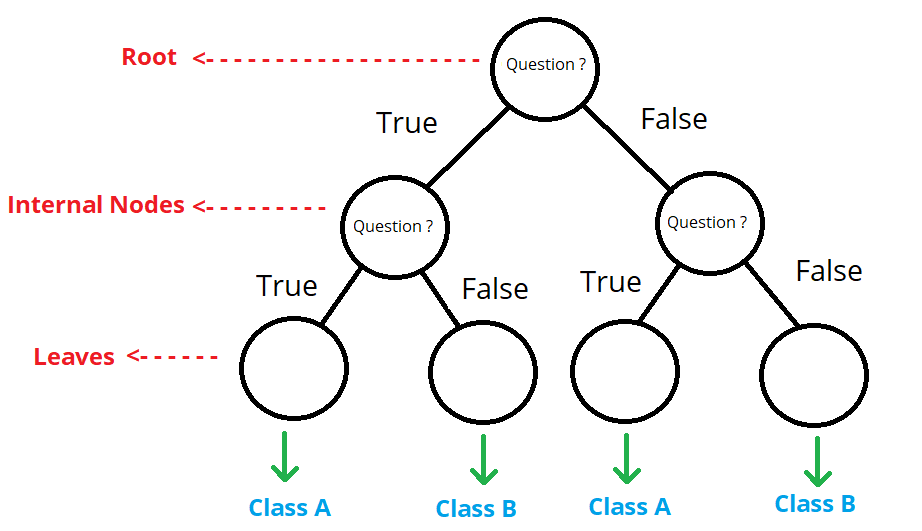 Root <-------------------
Question ?
True
False
Internal Nodes <---------
Question ?
Question ?
True
False
True
False
Leaves <------
Class A
Class B
Class A
Class B